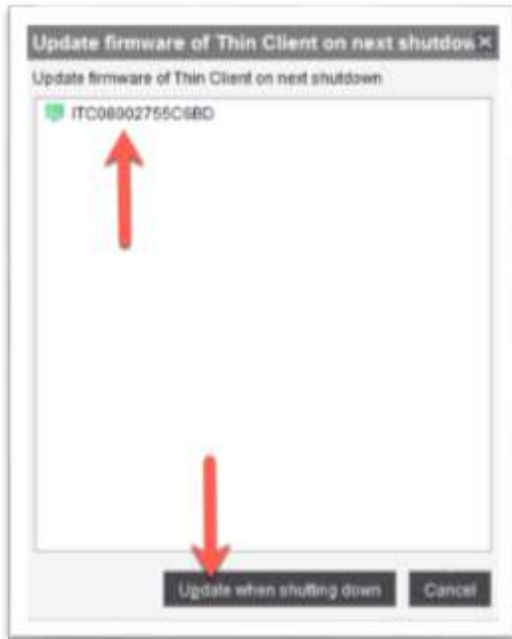 Update firmware of Thin Client on next shutdow
Update firmware of Thin Client on next shutdown
ITC08002755C6BD
Update when shutting down Cancel